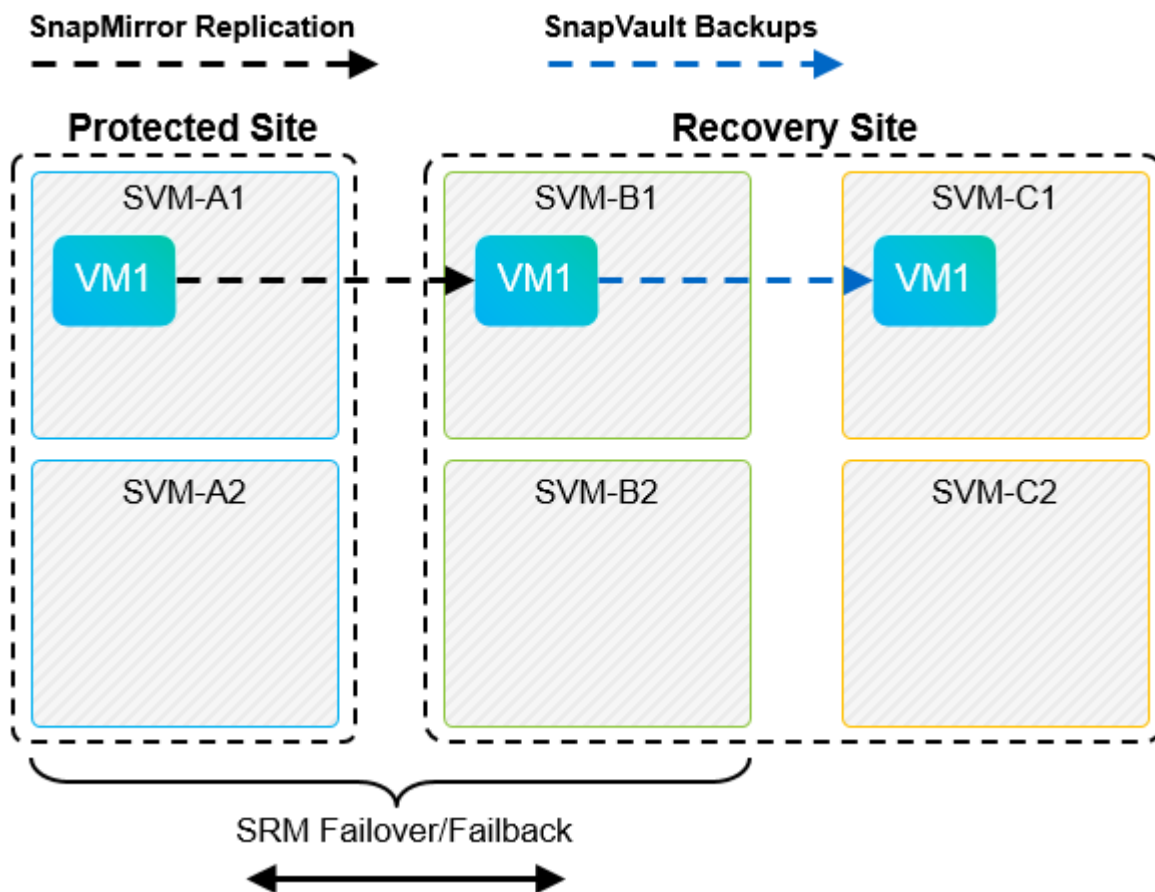 SnapMirror Replication
SnapVault Backups
Protected Site
Recovery Site
SVM-A1
SVM-B1
SVM-C1
VM1
VM1
VM1
SVM-A2
SVM-B2
SVM-C2
SRM Failover/Failback